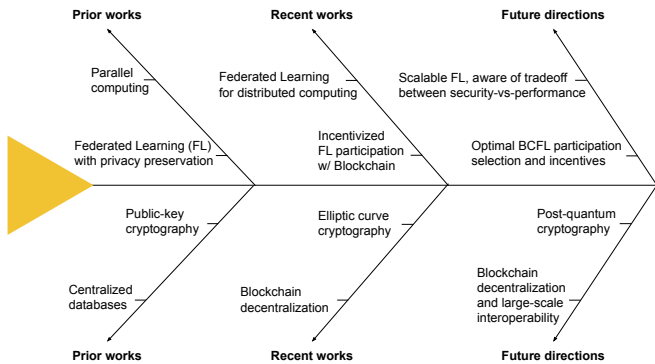 Prior works
Recent works
Future directions
Parallel
computing
Federated Learning
for distributed computing
Scalable FL, aware of tradeoff
between security-vs-performance
Federated Learning (FL)
with privacy preservation
Incentivized
FL participation
w/ Blockchain
Optimal BCFL participation
selection and incentives
Public-key
cryptography
Elliptic curve
cryptography
Post-quantum
cryptography
Centralized
databases
Blockchain
decentralization
Blockchain
decentralization
and large-scale
interoperability
Prior works
Recent works
Future directions